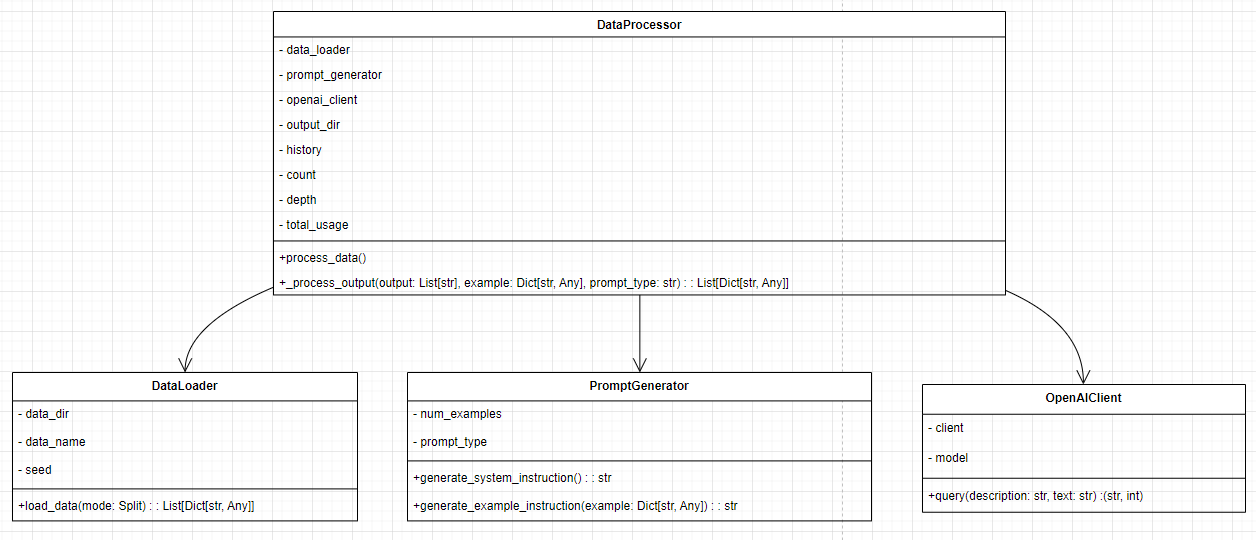 DataProcessor
- data_loader
- prompt_generator
- openai_client
- output_dir
- history
- count
- depth
- total_usage
+process_data()
+_process_output(output: List[str], example: Dict[str, Any], prompt_type: str) : : List[Dict[str, Any]]
DataLoader
- data_dir
- data_name
- seed
+load_data(mode: Split) : : List[Dict[str, Any]]
PromptGenerator
- num_examples
- prompt_type
+generate_system_instruction() : : str
+generate_example_instruction(example: Dict[str, Any]) : : str
OpenAIClient
- client
- model
+query(description: str, text: str) :(str, int)